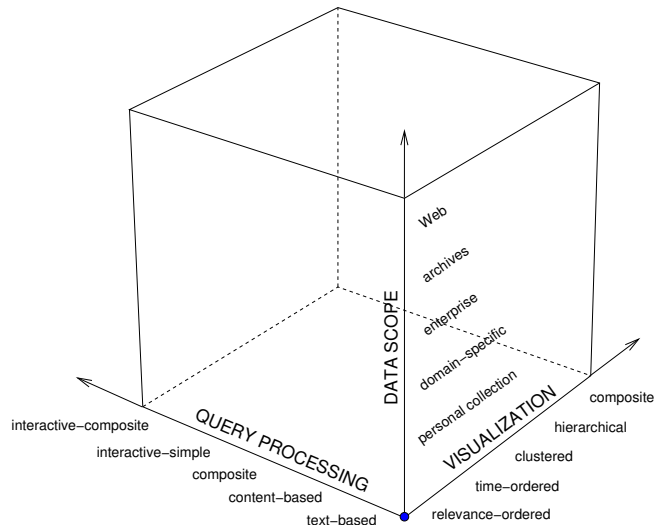 Web
archives
enterprise
domain−specific
personal collection
DATA SCOPE
VISUALIZATION
composite
hierarchical
clustered
time−ordered
relevance−ordered
QUERY PROCESSING
interactive−composite
interactive−simple
composite
content−based
text−based